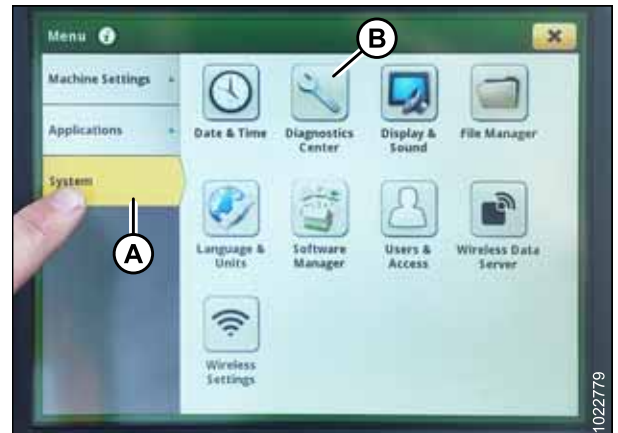 Menu
B
Machine Settings
Applications
System
A
Date & Time
Diagnostics
Center
Display &
Sound
File Manager
Language &
Units
Software
Manager
Users &
Access
Wireless Data
Server
Wireless
Settings
1022779